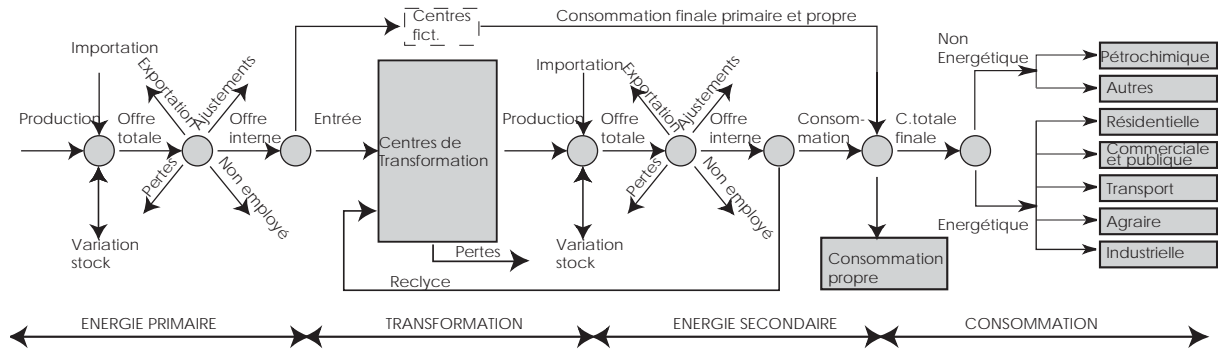 Centres
fict.
Consommation finale primaire et propre
Importation
Exportation
Ajustements
Production
Offre
totale
Offre
interne
Entrée
Pertes
Non employé
Variation
stock
Centres de
Transformation
Pertes
Reclyce
Importation
Exportation
Ajustements
Production
Offre
totale
Offre
interne
Pertes
Non employé
Variation
stock
Consom-
mation
C.totale
finale
Consommation
propre
Non
Energétique
Energétique
Pétrochimique
Autres
Résidentielle
Commerciale
et publique
Transport
Agraire
Industrielle
ENERGIE PRIMAIRE
TRANSFORMATION
ENERGIE SECONDAIRE
CONSOMMATION